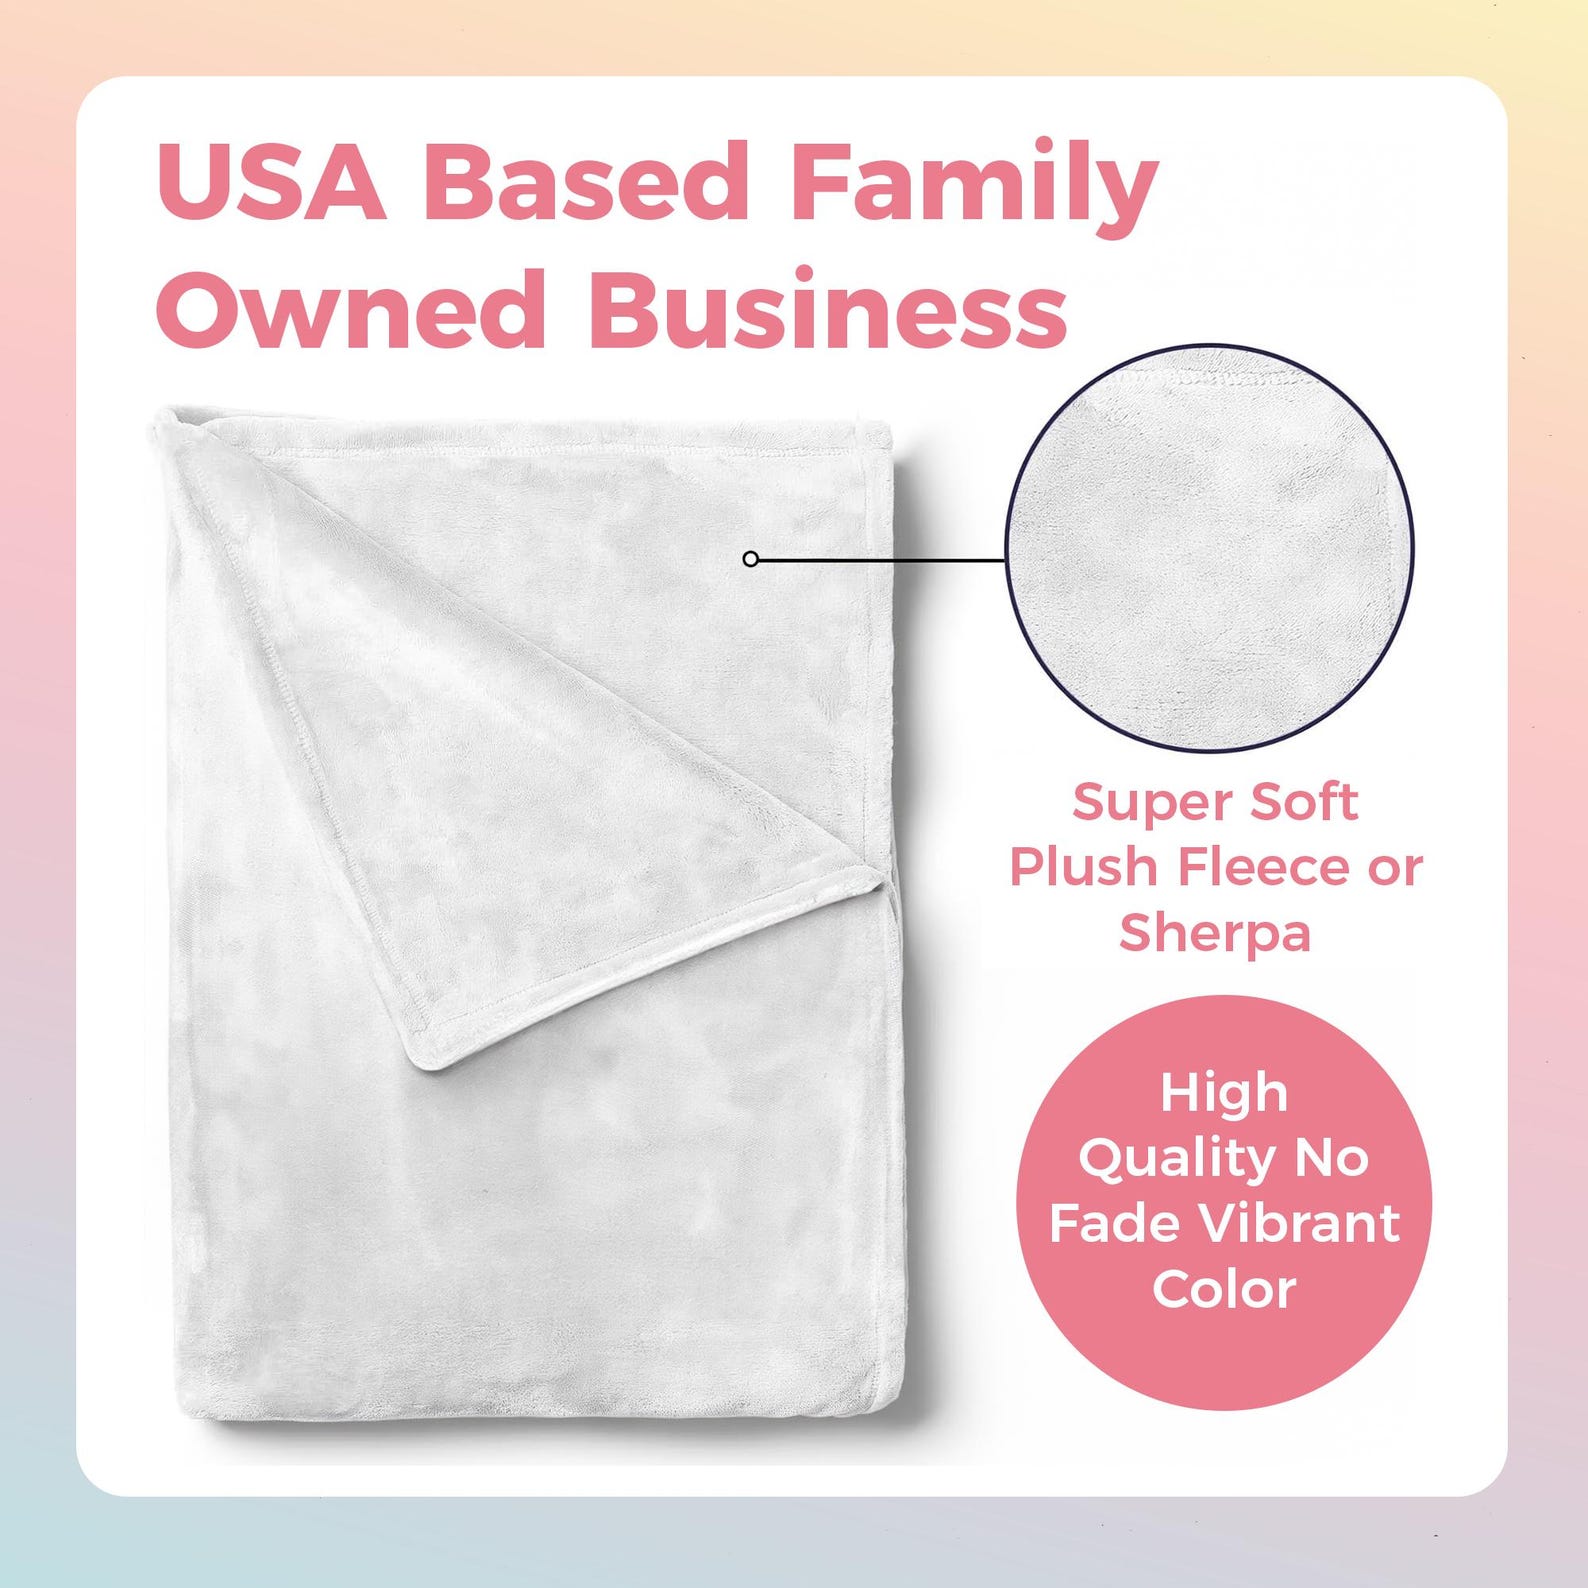 USA Based Family
Owned Business
Super Soft
Plush Fleece or
Sherpa
High
Quality No
Fade Vibrant
Color